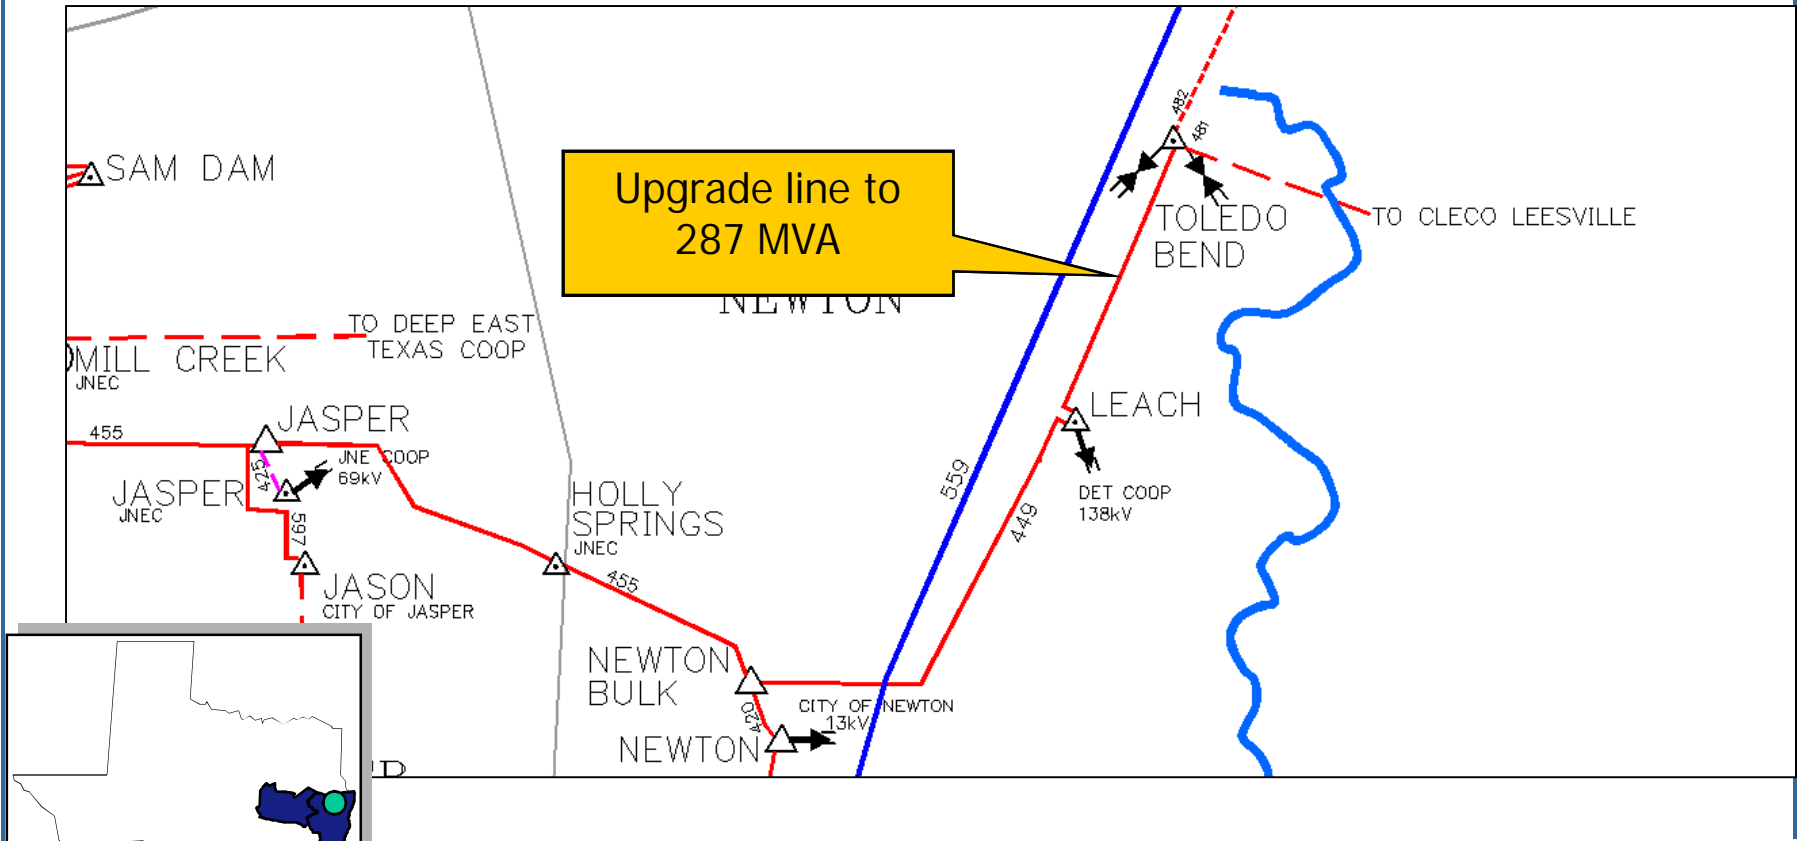 482
481
SAM DAM
Upgrade line to
287 MVA
TOLEDO
BEND
TO CLECO LEESVILLE
NEWTON
TO DEEP EAST
TEXAS COOP
MILL CREEK
JNEC
JASPER
LEACH
455
JNE COOP
69kV
425
JASPER
JNEC
HOLLY
SPRINGS
JNEC
559
DET COOP
138kV
449
597
JASON
CITY OF JASPER
455
NEWTON
BULK
420
CITY OF NEWTON
13kV
NEWTON